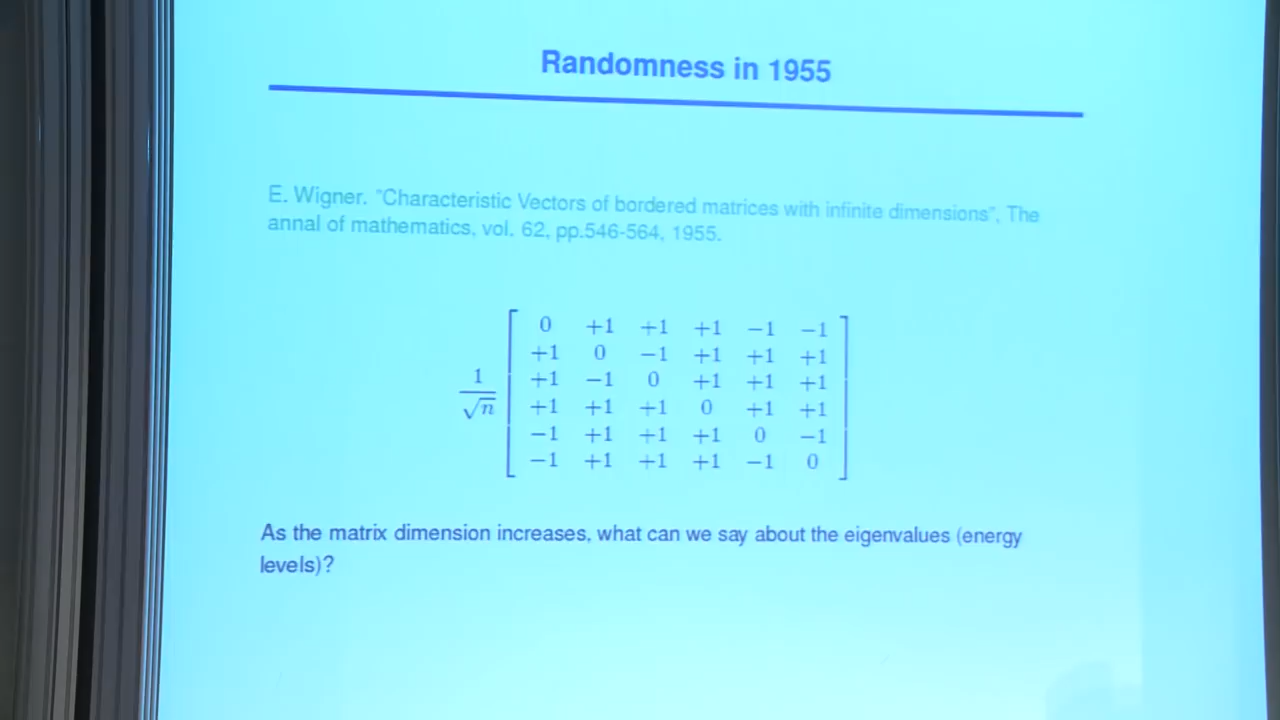 Randomness in 1955
E. Wigner. "Characteristic Vectors of bordered matrices with infinite dimensions", The
annal of mathematics, vol. 62, pp.546-564, 1955.
1
√n
0 +1 +1 +1 −1 −1
+1 0 −1 +1 +1 +1
+1 −1 0 +1 +1 +1
+1 +1 +1 0 +1 +1
−1 +1 +1 +1 0 −1
−1 +1 +1 +1 −1 0
As the matrix dimension increases, what can we say about the eigenvalues (energy
levels)?